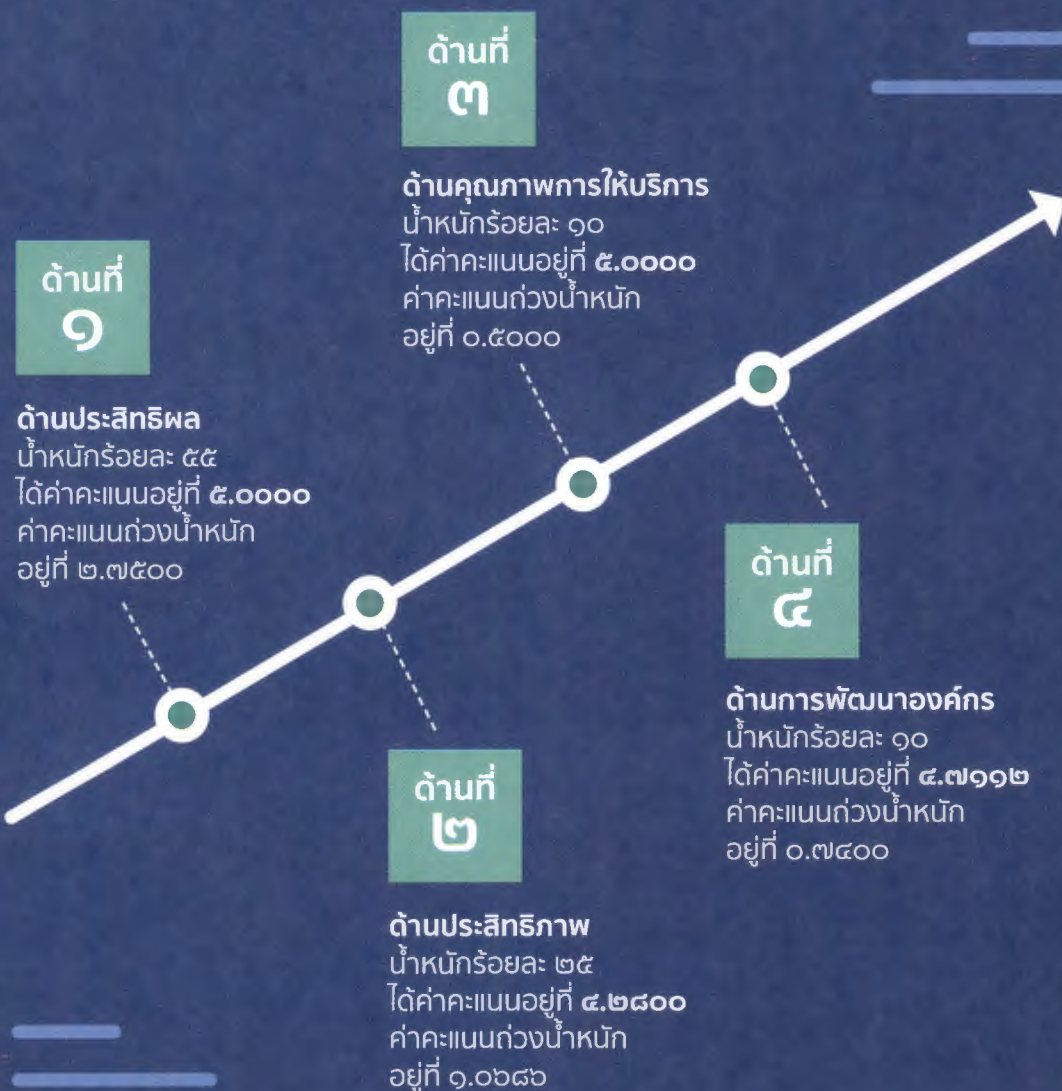 ด้านที่
๑
ด้านประสิทธิผล
น้ำหนักร้อยละ ๕๕
ได้ค่าคะแนนอยู่ที่ ๕.๐๐๐๐
ค่าคะแนนถ่วงน้ำหนัก
อยู่ที่ ๒.๗๕๐๐
ด้านที่
๒
ด้านประสิทธิภาพ
น้ำหนักร้อยละ ๒๕
ได้ค่าคะแนนอยู่ที่ ๔.๒๘๐๐
ค่าคะแนนถ่วงน้ำหนัก
อยู่ที่ ๑.๐๖๘๖
ด้านที่
๓
ด้านคุณภาพการให้บริการ
น้ำหนักร้อยละ ๑๐
ได้ค่าคะแนนอยู่ที่ ๕.๐๐๐๐
ค่าคะแนนถ่วงน้ำหนัก
อยู่ที่ ๐.๕๐๐๐
ด้านที่
๔
ด้านการพัฒนาองค์กร
น้ำหนักร้อยละ ๑๐
ได้ค่าคะแนนอยู่ที่ ๔.๗๑๑๒
ค่าคะแนนถ่วงน้ำหนัก
อยู่ที่ ๐.๗๔๐๐